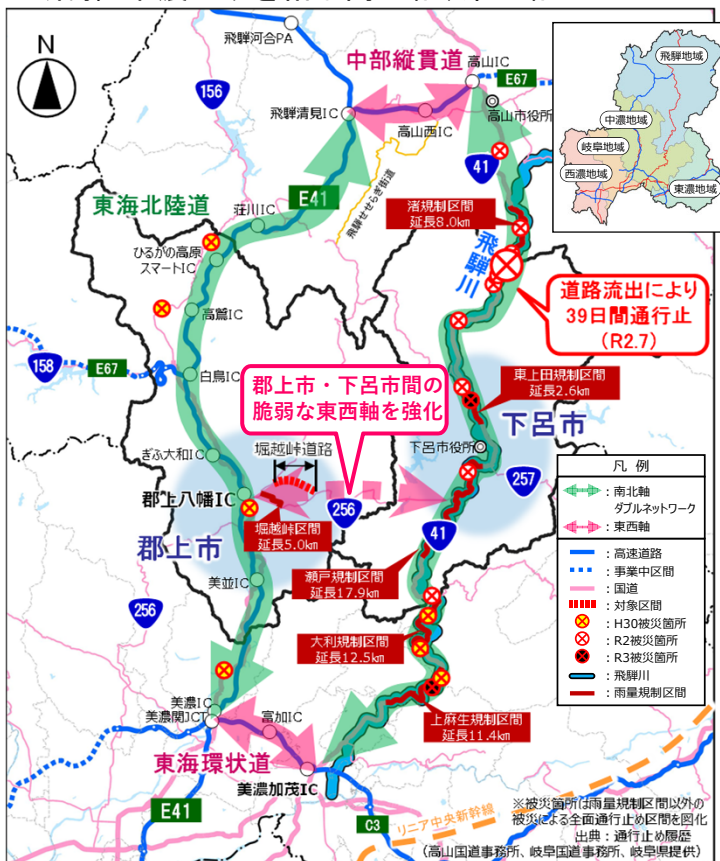 N
飛騨河合PA
中部縦貫道
高山IC
E67
156
飛騨清見IC
高山西IC
高山市役所
41
飛騨地域
中濃地域
岐阜地域
西濃地域
東濃地域
E41
東海北陸道
荘川IC
飛騨せせらぎ街道
渚規制区間
延長8.0km
飛騨川
ひるがの高原
スマートIC
高鷲IC
道路流出により
39日間通行止
(R2.7)
158
E67
白鳥IC
郡上市・下呂市間の
脆弱な東西軸を強化
東上田規制区間
延長2.6km
下呂市
下呂市役所
ぎふ大和IC
堀越峠道路
郡上八幡IC
256
257
堀越峠区間
延長5.0km
41
郡上市
瀬戸規制区間
延長17.9km
美並IC
256
大利規制区間
延長12.5km
上麻生規制区間
延長11.4km
凡 例
：南北軸
ダブルネットワーク
：東西軸
：高速道路
：事業中区間
：国道
：対象区間
：H30被災箇所
：R2被災箇所
：R3被災箇所
：飛騨川
：雨量規制区間
美濃IC
美濃関JCT
富加IC
東海環状道
美濃加茂IC
E41
C3
リニア中央新幹線
※被災箇所は雨量規制区間以外の
被災による全面通行止め区間を図化
出典：通行止め履歴
（高山国道事務所、岐阜国道事務所、岐阜県提供）